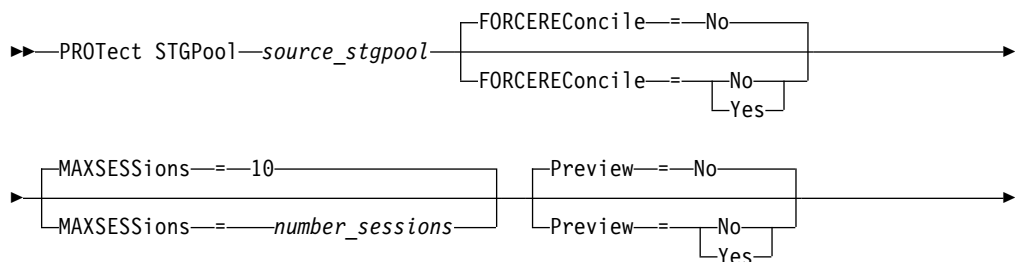 FORCEREConcile = No
PROTect STGPool source_stgpool
FORCEREConcile = No
Yes
MAXSESSions = 10
MAXSESSions = number_sessions
Preview = No
Preview = No
Yes